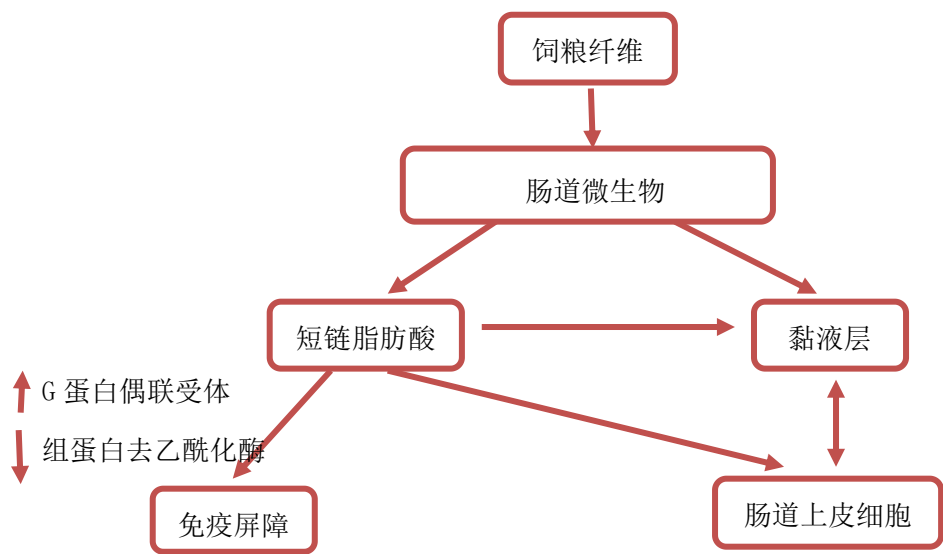 饲粮纤维
肠道微生物
短链脂肪酸
黏液层
G 蛋白偶联受体
组蛋白去乙酰化酶
免疫屏障
肠道上皮细胞